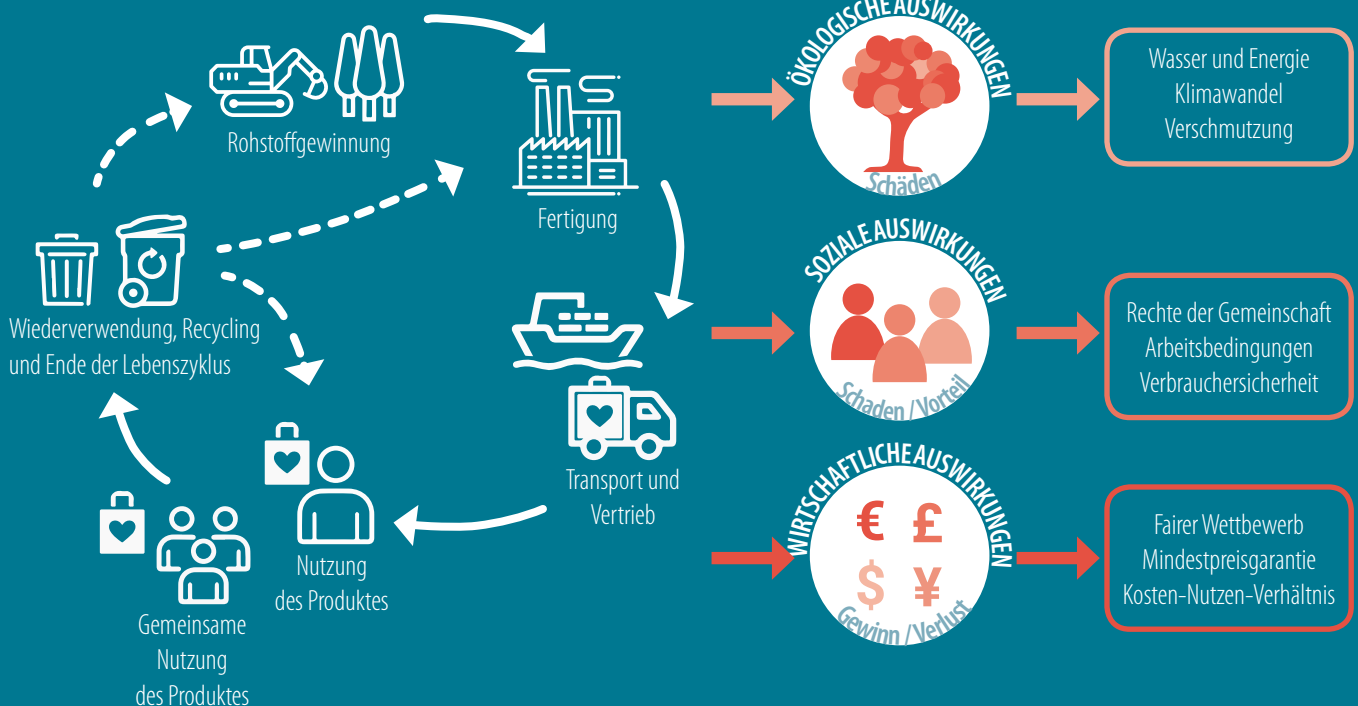 Rohstoffgewinnung
Fertigung
Wiederverwendung, Recycling
und Ende der Lebenszyklus
Transport und
Vertrieb
Nutzung
des Produktes
Gemeinsame
Nutzung
des Produktes
ÖKOLOGISCHE AUSWIRKUNGEN
Schäden
Wasser und Energie
Klimawandel
Verschmutzung
SOZIALE AUSWIRKUNGEN
Schaden / Vorteil
Rechte der Gemeinschaft
Arbeitsbedingungen
Verbrauchersicherheit
WIRTSCHAFTLICHE AUSWIRKUNGEN
€ £
$ ¥
Gewinn / Verlust
Fairer Wettbewerb
Mindestpreisgarantie
Kosten-Nutzen-Verhältnis